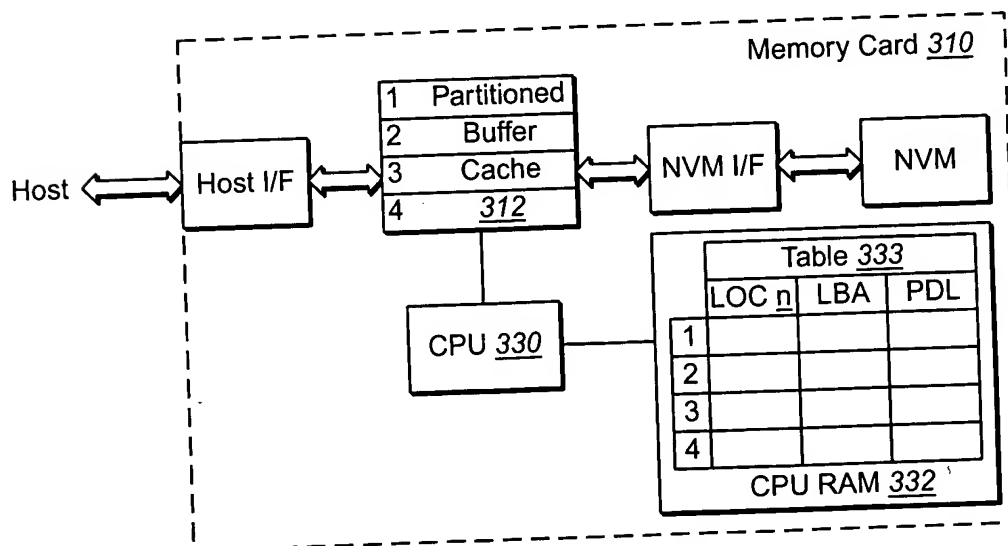 Memory Card 310
1 Partitioned
2 Buffer
3 Cache
4 312
Host
Host I/F
NVM I/F
NVM
CPU 330
Table 333
LOC n LBA PDL
1
2
3
4
CPU RAM 332